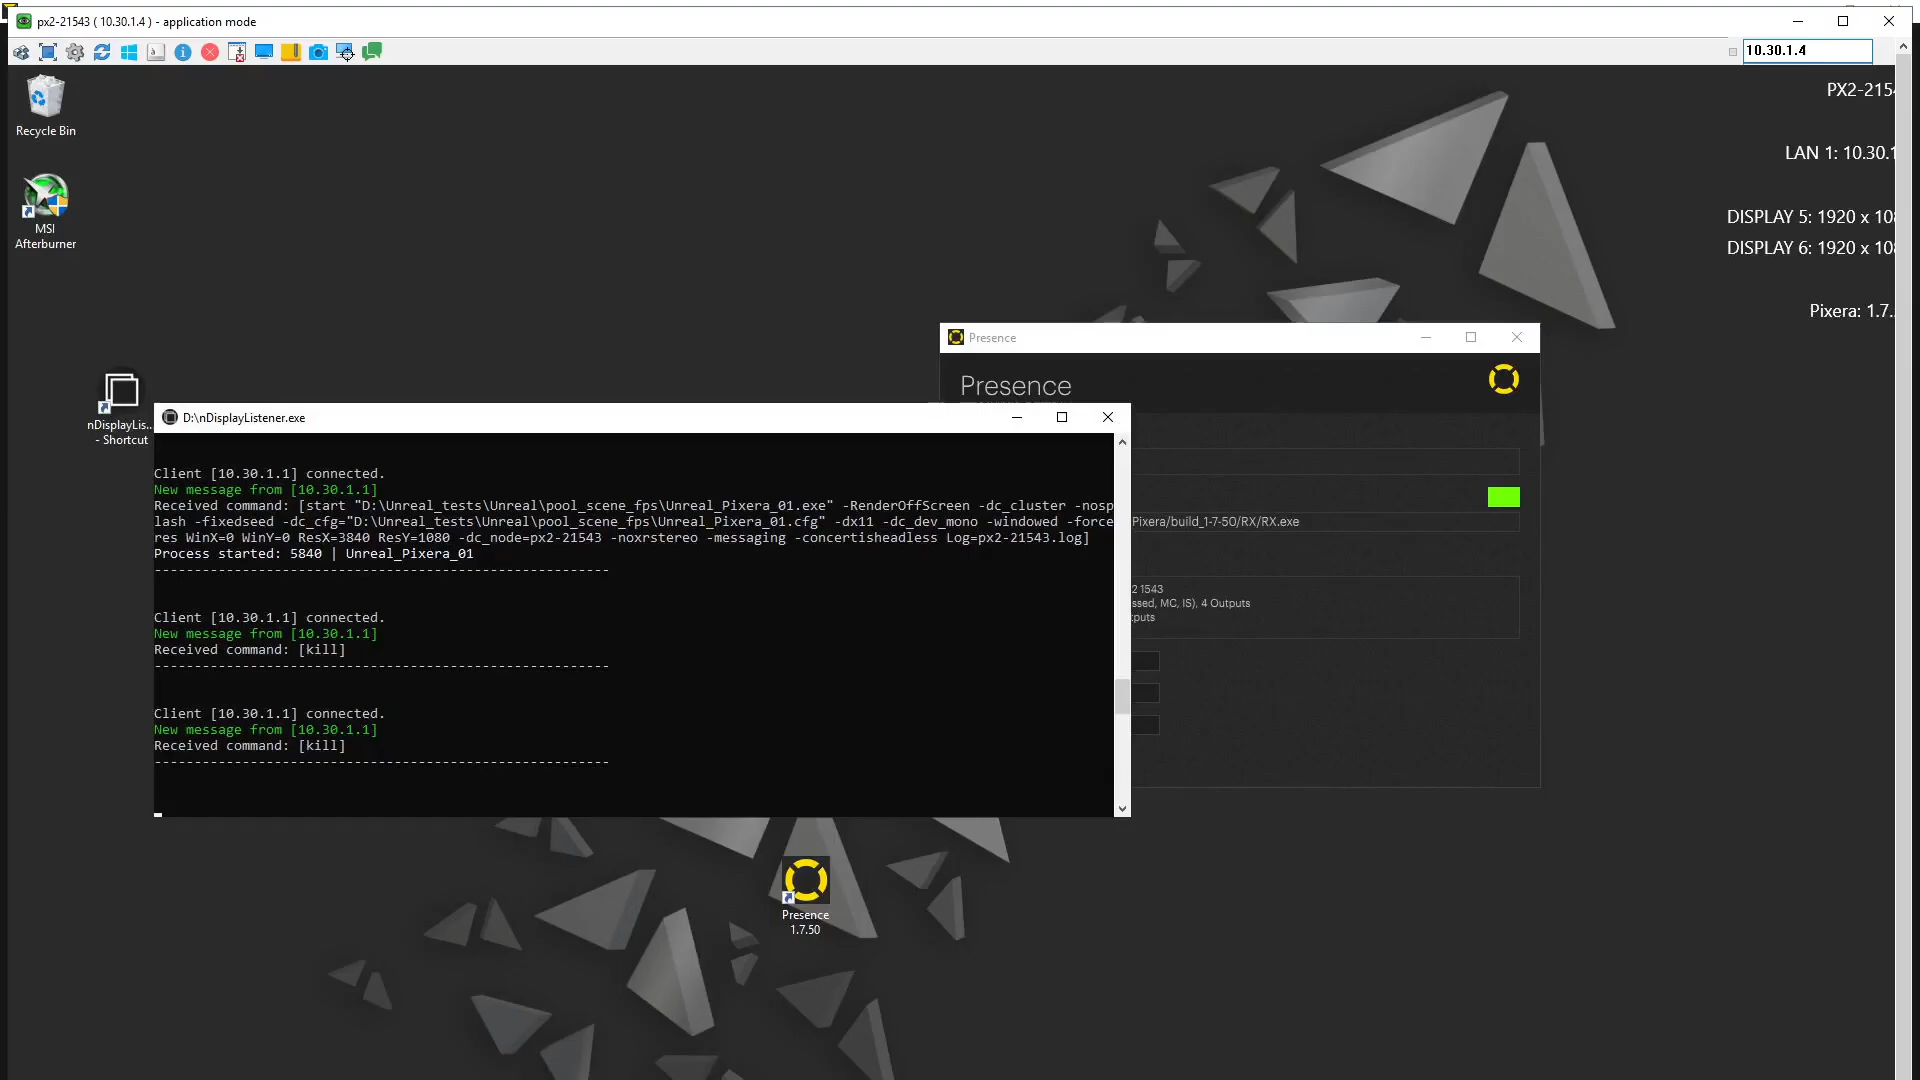 px2-21543 ( 10.30.1.4 ) - application mode
10.30.1.4
Recycle Bin
MSI
Afterburner
PX2-2154
LAN 1: 10.30.1
DISPLAY 5: 1920 x 108
DISPLAY 6: 1920 x 108
Pixera: 1.7.
Presence
Presence
nDisplayLis...
- Shortcut
D:\nDisplayListener.exe
Client [10.30.1.1] connected.
New message from [10.30.1.1]
Received command: [start "D:\Unreal_tests\Unreal\pool_scene_fps\Unreal_Pixera_01.exe" -RenderOffScreen -dc_cluster -nosp
lash -fixedseed -dc_cfg="D:\Unreal_tests\Unreal\pool_scene_fps\Unreal_Pixera_01.cfg" -dx11 -dc_dev_mono -windowed -force
res WinX=0 WinY=0 ResX=3840 ResY=1080 -dc_node=px2-21543 -noxrstereo -messaging -concertisheadless Log=px2-21543.log]
Process started: 5840 | Unreal_Pixera_01
---------------------------------------------------------
Client [10.30.1.1] connected.
New message from [10.30.1.1]
Received command: [kill]
---------------------------------------------------------
Client [10.30.1.1] connected.
New message from [10.30.1.1]
Received command: [kill]
---------------------------------------------------------
Pixera/build_1-7-50/RX/RX.exe
2 1543
ssed, MC, IS), 4 Outputs
tputs
Presence
1.7.50